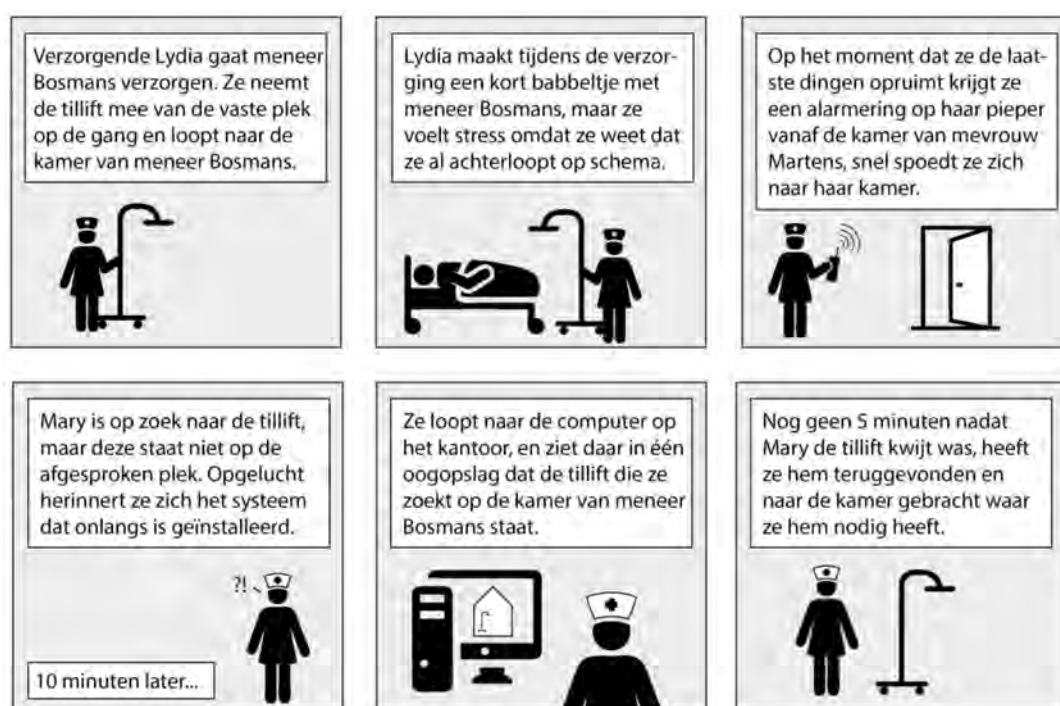 Verzorgende Lydia gaat meneer
Bosmans verzorgen. Ze neemt
de tillift mee van de vaste plek
op de gang en loopt naar de
kamer van meneer Bosmans.
Lydia maakt tijdens de verzor-
ging een kort babbeltje met
meneer Bosmans, maar ze
voelt stress omdat ze weet dat
ze al achterloopt op schema.
Op het moment dat ze de laat-
ste dingen opruimt krijgt ze
een alarmering op haar pieper
vanaf de kamer van mevrouw
Martens, snel spoedt ze zich
naar haar kamer.
Mary is op zoek naar de tillift,
maar deze staat niet op de
afgesproken plek. Opgelucht
herinnert ze zich het systeem
dat onlangs is geïnstalleerd.
?!
10 minuten later...
Ze loopt naar de computer op
het kantoor, en ziet daar in één
oogopslag dat de tillift die ze
zoekt op de kamer van meneer
Bosmans staat.
Nog geen 5 minuten nadat
Mary de tillift kwijt was, heeft
ze hem teruggevonden en
naar de kamer gebracht waar
ze hem nodig heeft.